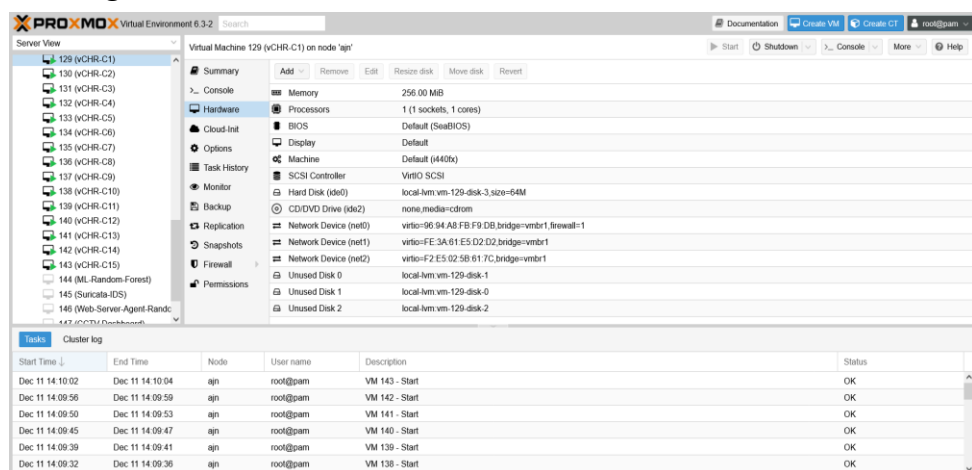 PROXMOX Virtual Environment 6.3-2 Search Documentation Create VM Create CT root@pam
Server View
Virtual Machine 129 (vCHR-C1) on node 'ajn' Start Shutdown Console More Help
129 (vCHR-C1)
130 (vCHR-C2)
131 (vCHR-C3)
132 (vCHR-C4)
133 (vCHR-C5)
134 (vCHR-C6)
135 (vCHR-C7)
136 (vCHR-C8)
137 (vCHR-C9)
138 (vCHR-C10)
139 (vCHR-C11)
140 (vCHR-C12)
141 (vCHR-C13)
142 (vCHR-C14)
143 (vCHR-C15)
144 (ML-Random-Forest)
145 (Suricata-IDS)
146 (Web-Server-Agent-Rando
147 (CCTV Dashboard)
Summary
Console
Hardware
Cloud-Init
Options
Task History
Monitor
Backup
Replication
Snapshots
Firewall
Permissions
Add Remove Edit Resize disk Move disk Revert
Memory 256.00 MiB
Processors 1 (1 sockets, 1 cores)
BIOS Default (SeaBIOS)
Display Default
Machine Default (i440fx)
SCSI Controller VirtIO SCSI
Hard Disk (ide0) local-lvm:vm-129-disk-3,size=64M
CD/DVD Drive (ide2) none,media=cdrom
Network Device (net0) virtio=96:94:A8:FB:F9:DB,bridge=vmbr1,firewall=1
Network Device (net1) virtio=FE:3A:61:E5:D2:D2,bridge=vmbr1
Network Device (net2) virtio=F2:E5:02:5B:61:7C,bridge=vmbr1
Unused Disk 0 local-lvm:vm-129-disk-1
Unused Disk 1 local-lvm:vm-129-disk-0
Unused Disk 2 local-lvm:vm-129-disk-2
Tasks Cluster log
Start Time ↓ End Time Node User name Description Status
Dec 11 14:10:02 Dec 11 14:10:04 ajn root@pam VM 143 - Start OK
Dec 11 14:09:56 Dec 11 14:09:59 ajn root@pam VM 142 - Start OK
Dec 11 14:09:50 Dec 11 14:09:53 ajn root@pam VM 141 - Start OK
Dec 11 14:09:45 Dec 11 14:09:47 ajn root@pam VM 140 - Start OK
Dec 11 14:09:39 Dec 11 14:09:41 ajn root@pam VM 139 - Start OK
Dec 11 14:09:32 Dec 11 14:09:36 ajn root@pam VM 138 - Start OK